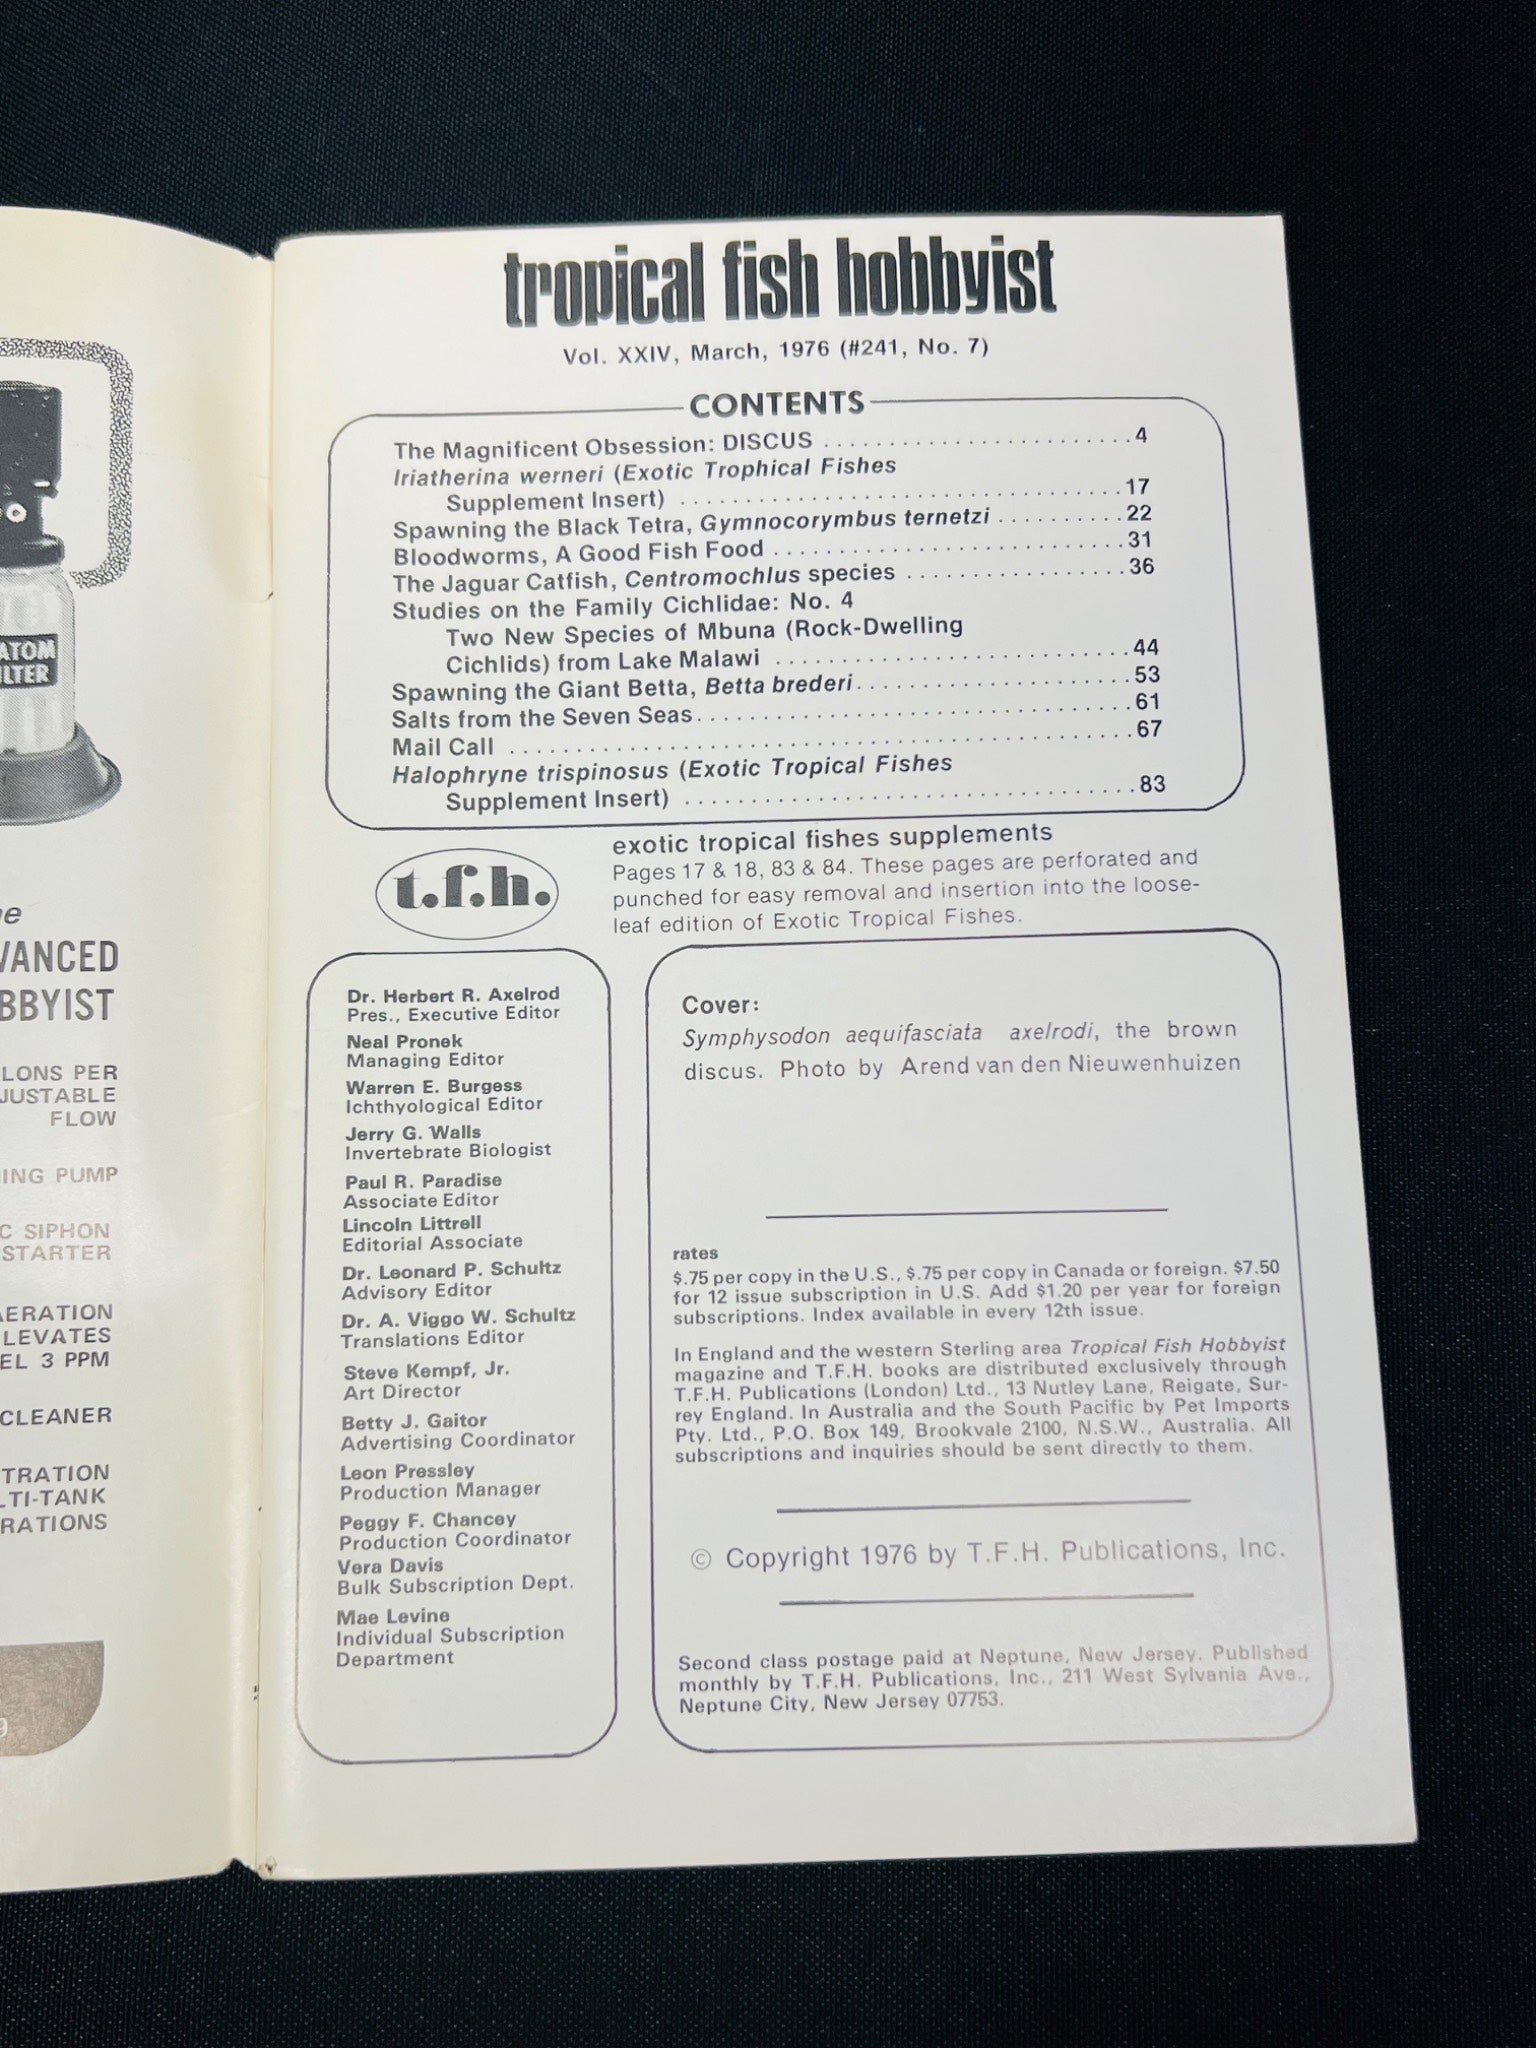 ATOM
LTER
VANCED
BBYIST
LONS PER
JUSTABLE
FLOW
PUMP
SIPHON
STARTER
AERATION
LEVATES
EL 3 PPM
CLEANER
TRATION
LTI-TANK
RATIONS
9
tropical fish hobbyist
Vol. XXIV, March, 1976 (#241, No. 7)
CONTENTS
The Magnificent Obsession: DISCUS ........................ 4
Iriatherina werneri (Exotic Trophical Fishes
Supplement Insert) .................................. 17
Spawning the Black Tetra, Gymnocorymbus ternetzi .......... 22
Bloodworms, A Good Fish Food ........................... 31
The Jaguar Catfish, Centromochlus species ................... 36
Studies on the Family Cichlidae: No. 4
Two New Species of Mbuna (Rock-Dwelling
Cichlids) from Lake Malawi ........................... 44
Spawning the Giant Betta, Betta brederi..................... 53
Salts from the Seven Seas................................. 61
Mail Call ............................................... 67
Halophryne trispinosus (Exotic Tropical Fishes
Supplement Insert) .................................. 83
t.f.h.
exotic tropical fishes supplements
Pages 17 & 18, 83 & 84. These pages are perforated and
punched for easy removal and insertion into the loose-
leaf edition of Exotic Tropical Fishes.
Dr. Herbert R. Axelrod
Pres., Executive Editor
Neal Pronek
Managing Editor
Warren E. Burgess
Ichthyological Editor
Jerry G. Walls
Invertebrate Biologist
Paul R. Paradise
Associate Editor
Lincoln Littrell
Editorial Associate
Dr. Leonard P. Schultz
Advisory Editor
Dr. A. Viggo W. Schultz
Translations Editor
Steve Kempf, Jr.
Art Director
Betty J. Gaitor
Advertising Coordinator
Leon Pressley
Production Manager
Peggy F. Chancey
Production Coordinator
Vera Davis
Bulk Subscription Dept.
Mae Levine
Individual Subscription
Department
Cover:
Symphysodon aequifasciata axelrodi, the brown
discus. Photo by Arend van den Nieuwenhuizen
rates
$.75 per copy in the U.S., $.75 per copy in Canada or foreign. $7.50
for 12 issue subscription in U.S. Add $1.20 per year for foreign
subscriptions. Index available in every 12th issue.
In England and the western Sterling area Tropical Fish Hobbyist
magazine and T.F.H. books are distributed exclusively through
T.F.H. Publications (London) Ltd., 13 Nutley Lane, Reigate, Sur-
rey England. In Australia and the South Pacific by Pet Imports
Pty. Ltd., P.O. Box 149, Brookvale 2100, N.S.W., Australia. All
subscriptions and inquiries should be sent directly to them.
© Copyright 1976 by T.F.H. Publications, Inc.
Second class postage paid at Neptune, New Jersey. Published
monthly by T.F.H. Publications, Inc., 211 West Sylvania Ave.,
Neptune City, New Jersey 07753.